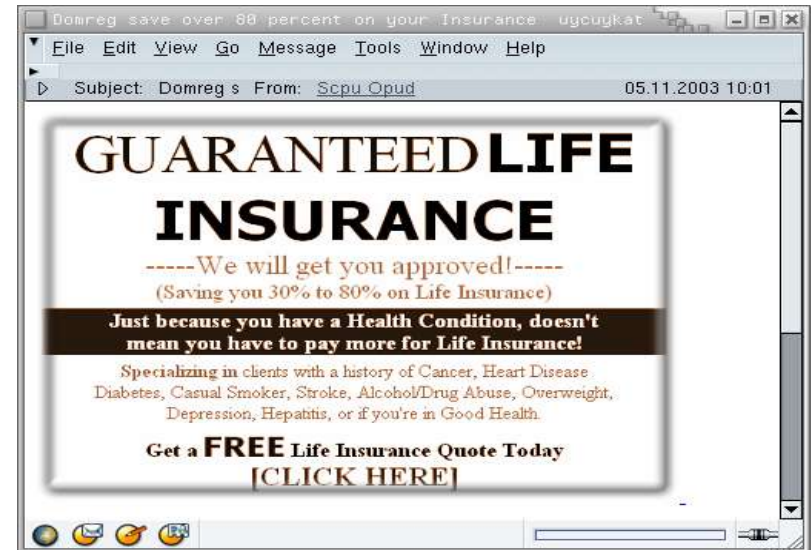 Domreg save over 80 percent on your Insurance uycuykat
File Edit View Go Message Tools Window Help
Subject: Domreg s From: Scpu Opud 05.11.2003 10:01
GUARANTEED LIFE
INSURANCE
-----We will get you approved!-----
(Saving you 30% to 80% on Life Insurance)
Just because you have a Health Condition, doesn't
mean you have to pay more for Life Insurance!
Specializing in clients with a history of Cancer, Heart Disease
Diabetes, Casual Smoker, Stroke, Alcohol/Drug Abuse, Overweight,
Depression, Hepatitis, or if you're in Good Health.
Get a FREE Life Insurance Quote Today
[CLICK HERE]